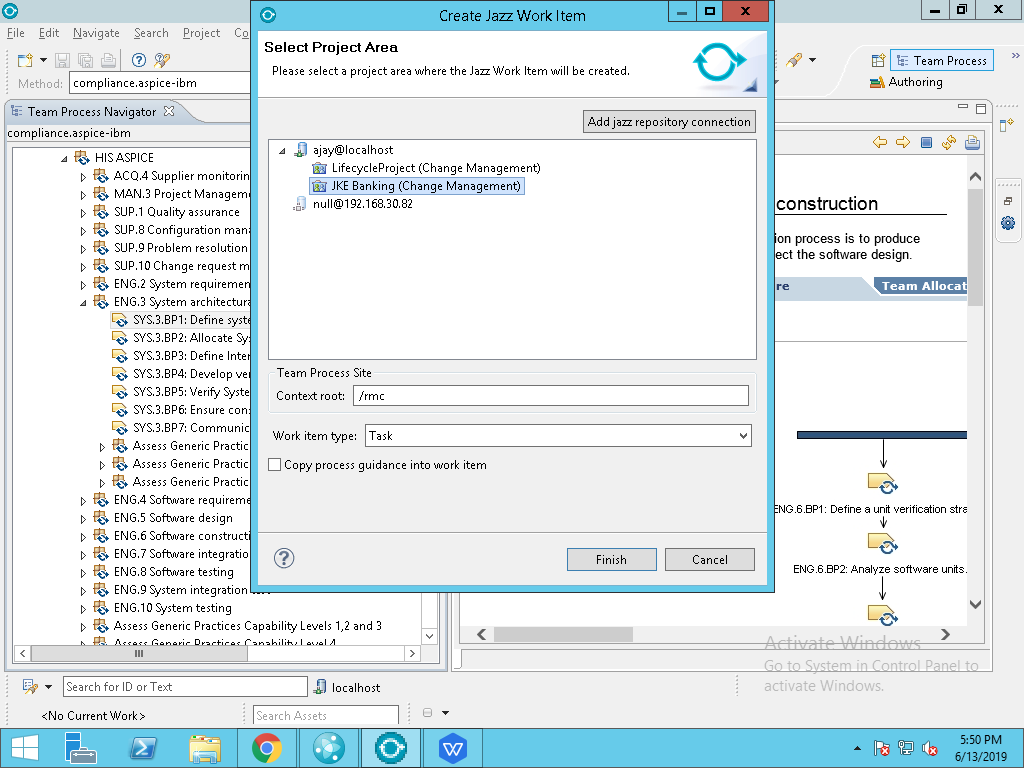 Create Jazz Work Item
File Edit Navigate Search Project Co
Method: compliance.aspice-ibm
Team Process
Authoring
Select Project Area
Please select a project area where the Jazz Work Item will be created.
Add jazz repository connection
ajay@localhost
LifecycleProject (Change Management)
JKE Banking (Change Management)
null@192.168.30.82
Team Process Site
Context root: /rmc
Work item type: Task
Copy process guidance into work item
Finish Cancel
Team Process Navigator
compliance.aspice-ibm
HIS ASPICE
ACQ.4 Supplier monitorin
MAN.3 Project Managem
SUP.1 Quality assurance
SUP.8 Configuration man
SUP.9 Problem resolution
SUP.10 Change request m
ENG.2 System requiremen
ENG.3 System architectura
SYS.3.BP1: Define syste
SYS.3.BP2: Allocate Sy
SYS.3.BP3: Define Inter
SYS.3.BP4: Develop ve
SYS.3.BP5: Verify Syste
SYS.3.BP6: Ensure con
SYS.3.BP7: Communic
Assess Generic Practic
Assess Generic Practic
Assess Generic Practic
ENG.4 Software requireme
ENG.5 Software design
ENG.6 Software constructi
ENG.7 Software integratio
ENG.8 Software testing
ENG.9 System integration
ENG.10 System testing
Assess Generic Practices Capability Levels 1,2 and 3
Assess Generic Practices Capability Level 4
construction
ion process is to produce
ect the software design.
re Team Allocat
ENG.6.BP1: Define a unit verification stra
ENG.6.BP2: Analyze software units.
Activate Windows
Go to System in Control Panel to
activate Windows.
Search for ID or Text localhost
<No Current Work> Search Assets
5:50 PM
6/13/2019